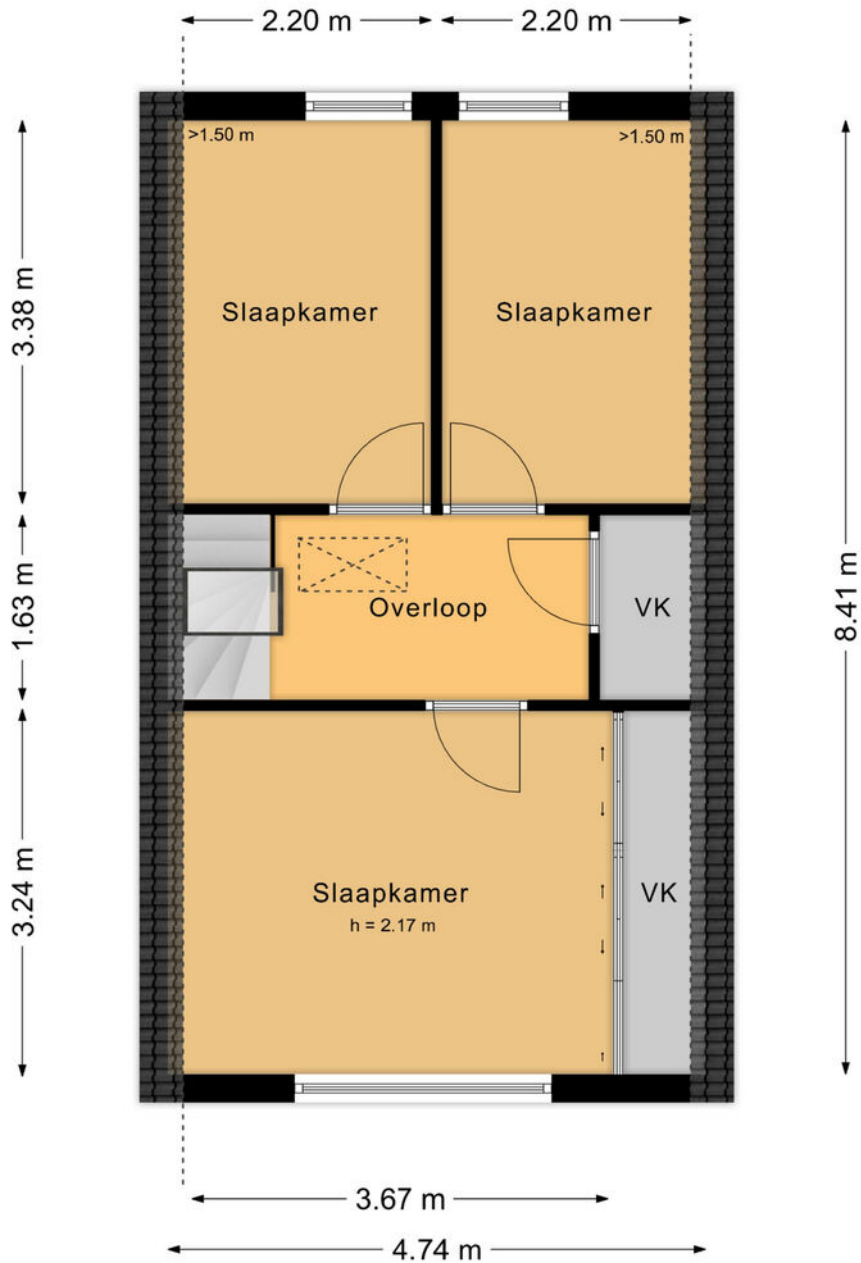 2.20 m
2.20 m
>1.50 m
>1.50 m
3.38 m
Slaapkamer
Slaapkamer
8.41 m
1.63 m
Overloop
VK
3.24 m
Slaapkamer
h = 2.17 m
VK
3.67 m
4.74 m